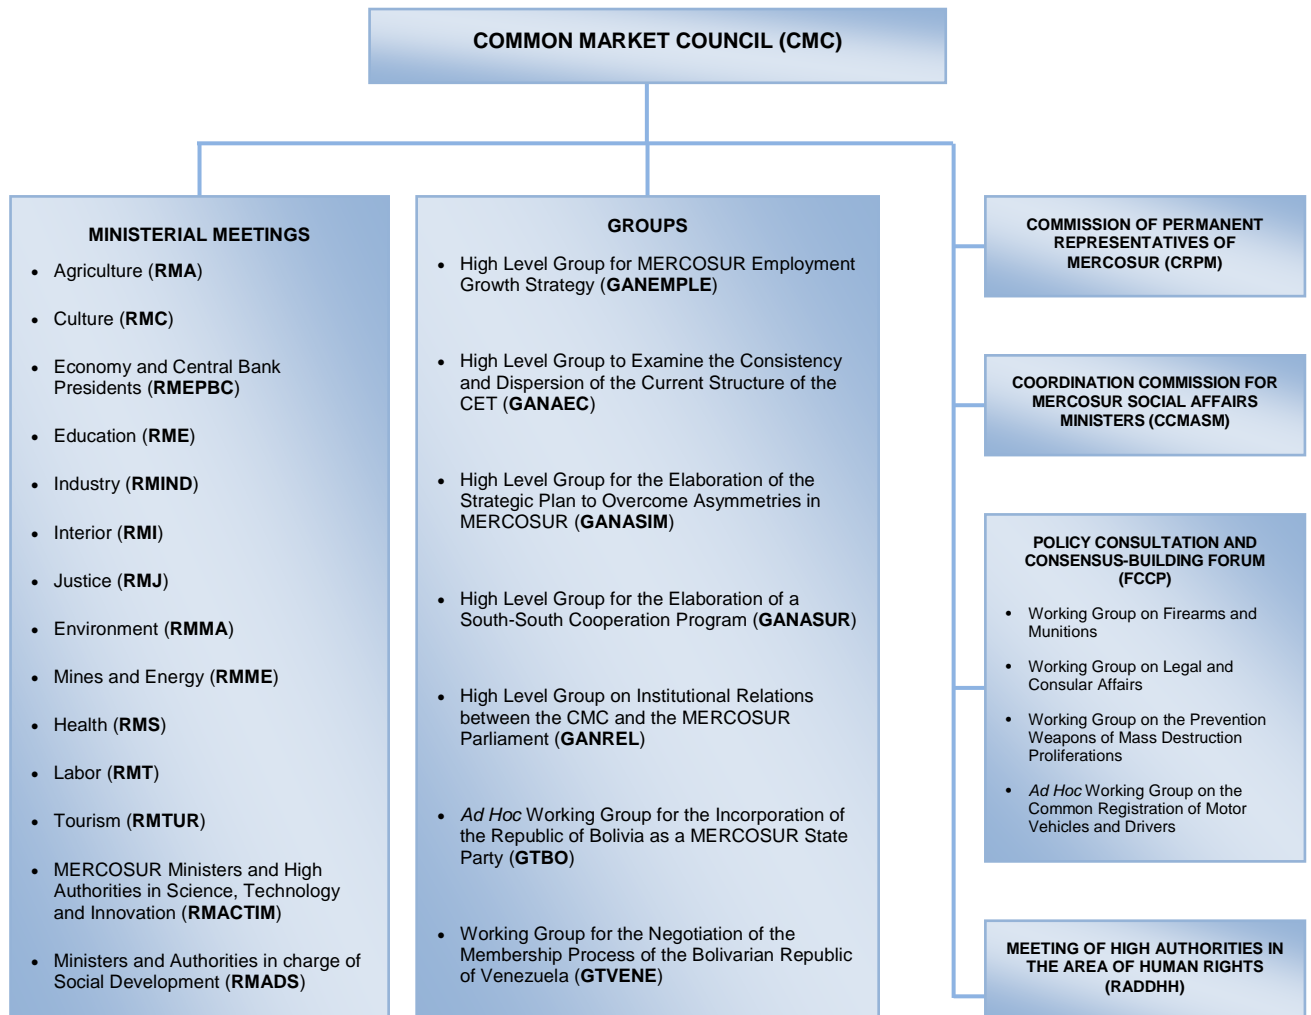 COMMON MARKET COUNCIL (CMC)
MINISTERIAL MEETINGS
• Agriculture (RMA)
• Culture (RMC)
• Economy and Central Bank
Presidents (RMEPBC)
• Education (RME)
• Industry (RMIND)
• Interior (RMI)
• Justice (RMJ)
• Environment (RMMA)
• Mines and Energy (RMME)
• Health (RMS)
• Labor (RMT)
• Tourism (RMTUR)
• MERCOSUR Ministers and High
Authorities in Science, Technology
and Innovation (RMACTIM)
• Ministers and Authorities in charge of
Social Development (RMADS)
GROUPS
• High Level Group for MERCOSUR Employment
Growth Strategy (GANEMPLE)
• High Level Group to Examine the Consistency
and Dispersion of the Current Structure of the
CET (GANAEC)
• High Level Group for the Elaboration of the
Strategic Plan to Overcome Asymmetries in
MERCOSUR (GANASIM)
• High Level Group for the Elaboration of a
South-South Cooperation Program (GANASUR)
• High Level Group on Institutional Relations
between the CMC and the MERCOSUR
Parliament (GANREL)
• Ad Hoc Working Group for the Incorporation of
the Republic of Bolivia as a MERCOSUR State
Party (GTBO)
• Working Group for the Negotiation of the
Membership Process of the Bolivarian Republic
of Venezuela (GTVENE)
COMMISSION OF PERMANENT
REPRESENTATIVES OF
MERCOSUR (CRPM)
COORDINATION COMMISSION FOR
MERCOSUR SOCIAL AFFAIRS
MINISTERS (CCMASM)
POLICY CONSULTATION AND
CONSENSUS-BUILDING FORUM
(FCCP)
• Working Group on Firearms and
Munitions
• Working Group on Legal and
Consular Affairs
• Working Group on the Prevention
Weapons of Mass Destruction
Proliferations
• Ad Hoc Working Group on the
Common Registration of Motor
Vehicles and Drivers
MEETING OF HIGH AUTHORITIES IN
THE AREA OF HUMAN RIGHTS
(RADDHH)